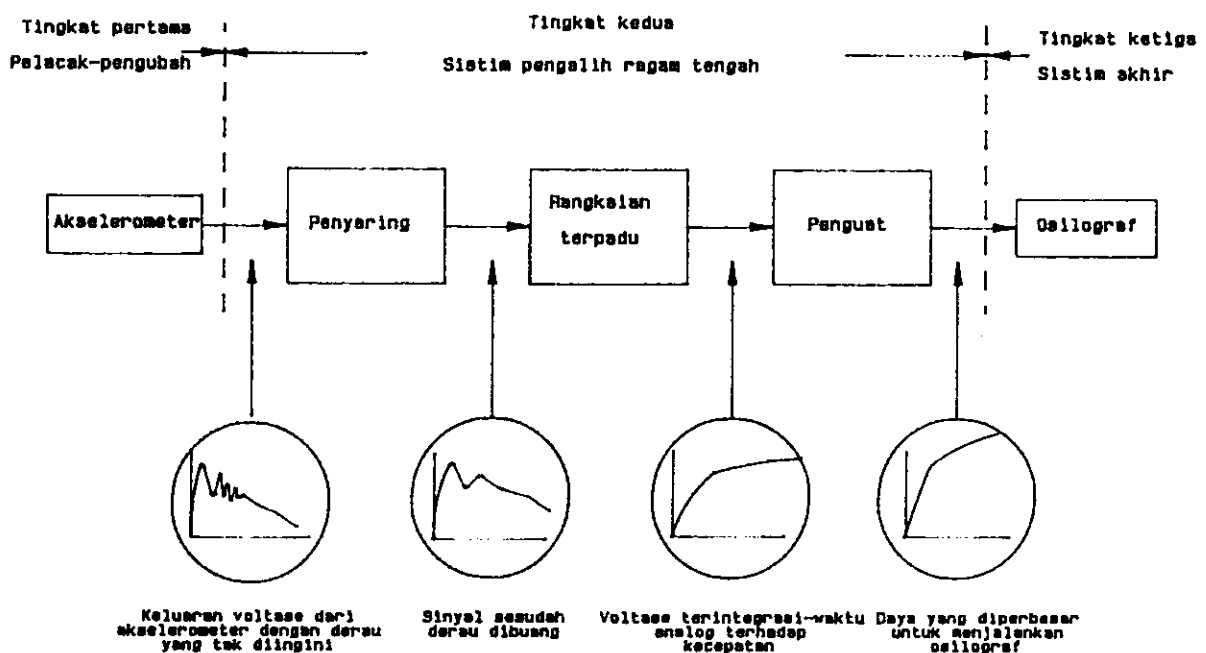 Tingkat pertama
Pelacak-pengubah
Tingkat kedua
Sistim pengalih ragam tengah
Tingkat ketiga
Sistim akhir
Akselerometer
Penyaring
Rangkaian
terpadu
Penguat
Osilograf
Keluaran voltase dari
akselerometer dengan derau
yang tak diingini
Sinyal sesudah
derau dibuang
Voltase terintegrasi-waktu
analog terhadap
kecepatan
Daya yang diperbesar
untuk menjalankan
osilograf